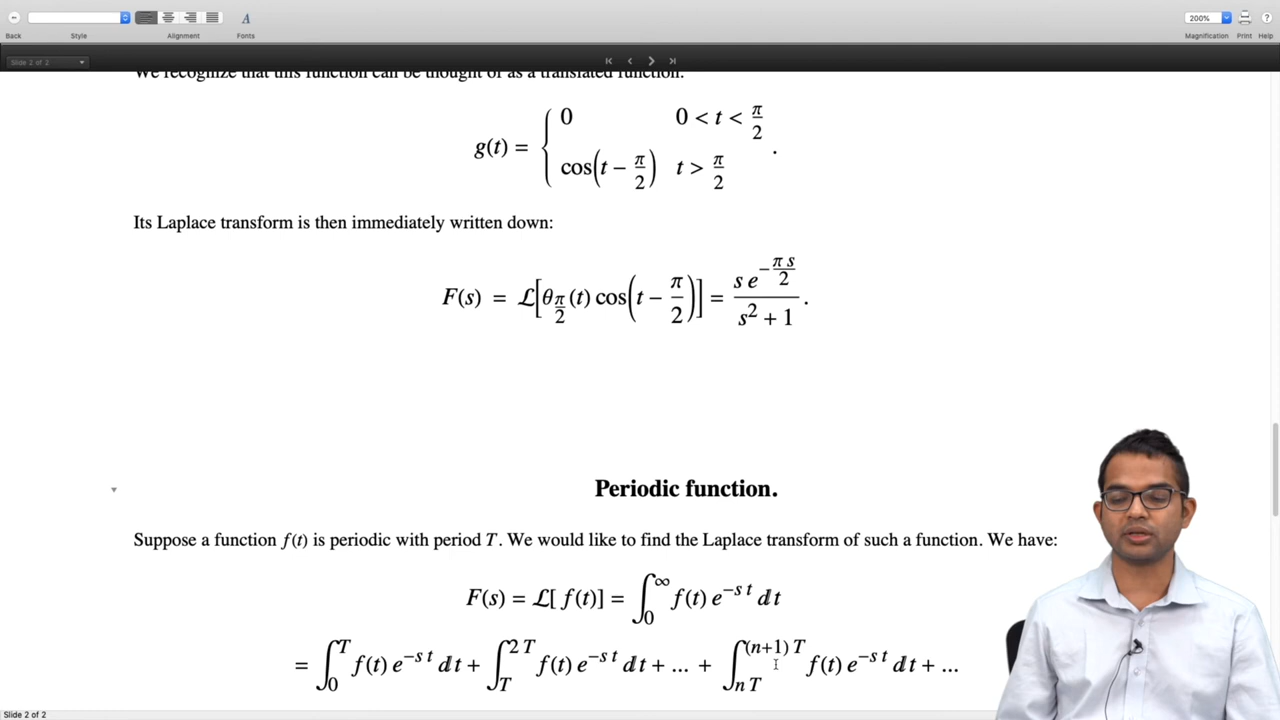 200%
Back Style Alignment Fonts Magnification Print Help
Slide 2 of 2
We recognize that this function can be thought of as a translated function:
g(t) = { 0 0 < t < π/2
cos(t − π/2) t > π/2 .
Its Laplace transform is then immediately written down:
F(s) = ℒ[θ_{π/2}(t) cos(t − π/2)] = s e^{−π s/2} / (s² + 1) .
Periodic function.
Suppose a function f(t) is periodic with period T. We would like to find the Laplace transform of such a function. We have:
F(s) = ℒ[ f(t)] = ∫_0^∞ f(t) e^{−s t} dt
= ∫_0^T f(t) e^{−s t} dt + ∫_T^{2 T} f(t) e^{−s t} dt + ... + ∫_{n T}^{(n+1) T} f(t) e^{−s t} dt + ...
Slide 2 of 2